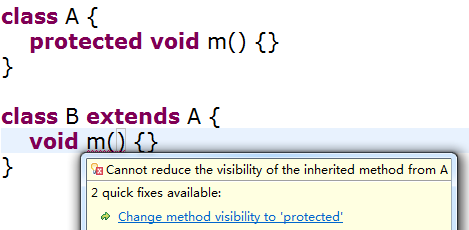 class A {
    protected void m() {}
}
class B extends A {
    void m() {}
}
Cannot reduce the visibility of the inherited method from A
2 quick fixes available:
Change method visibility to 'protected'